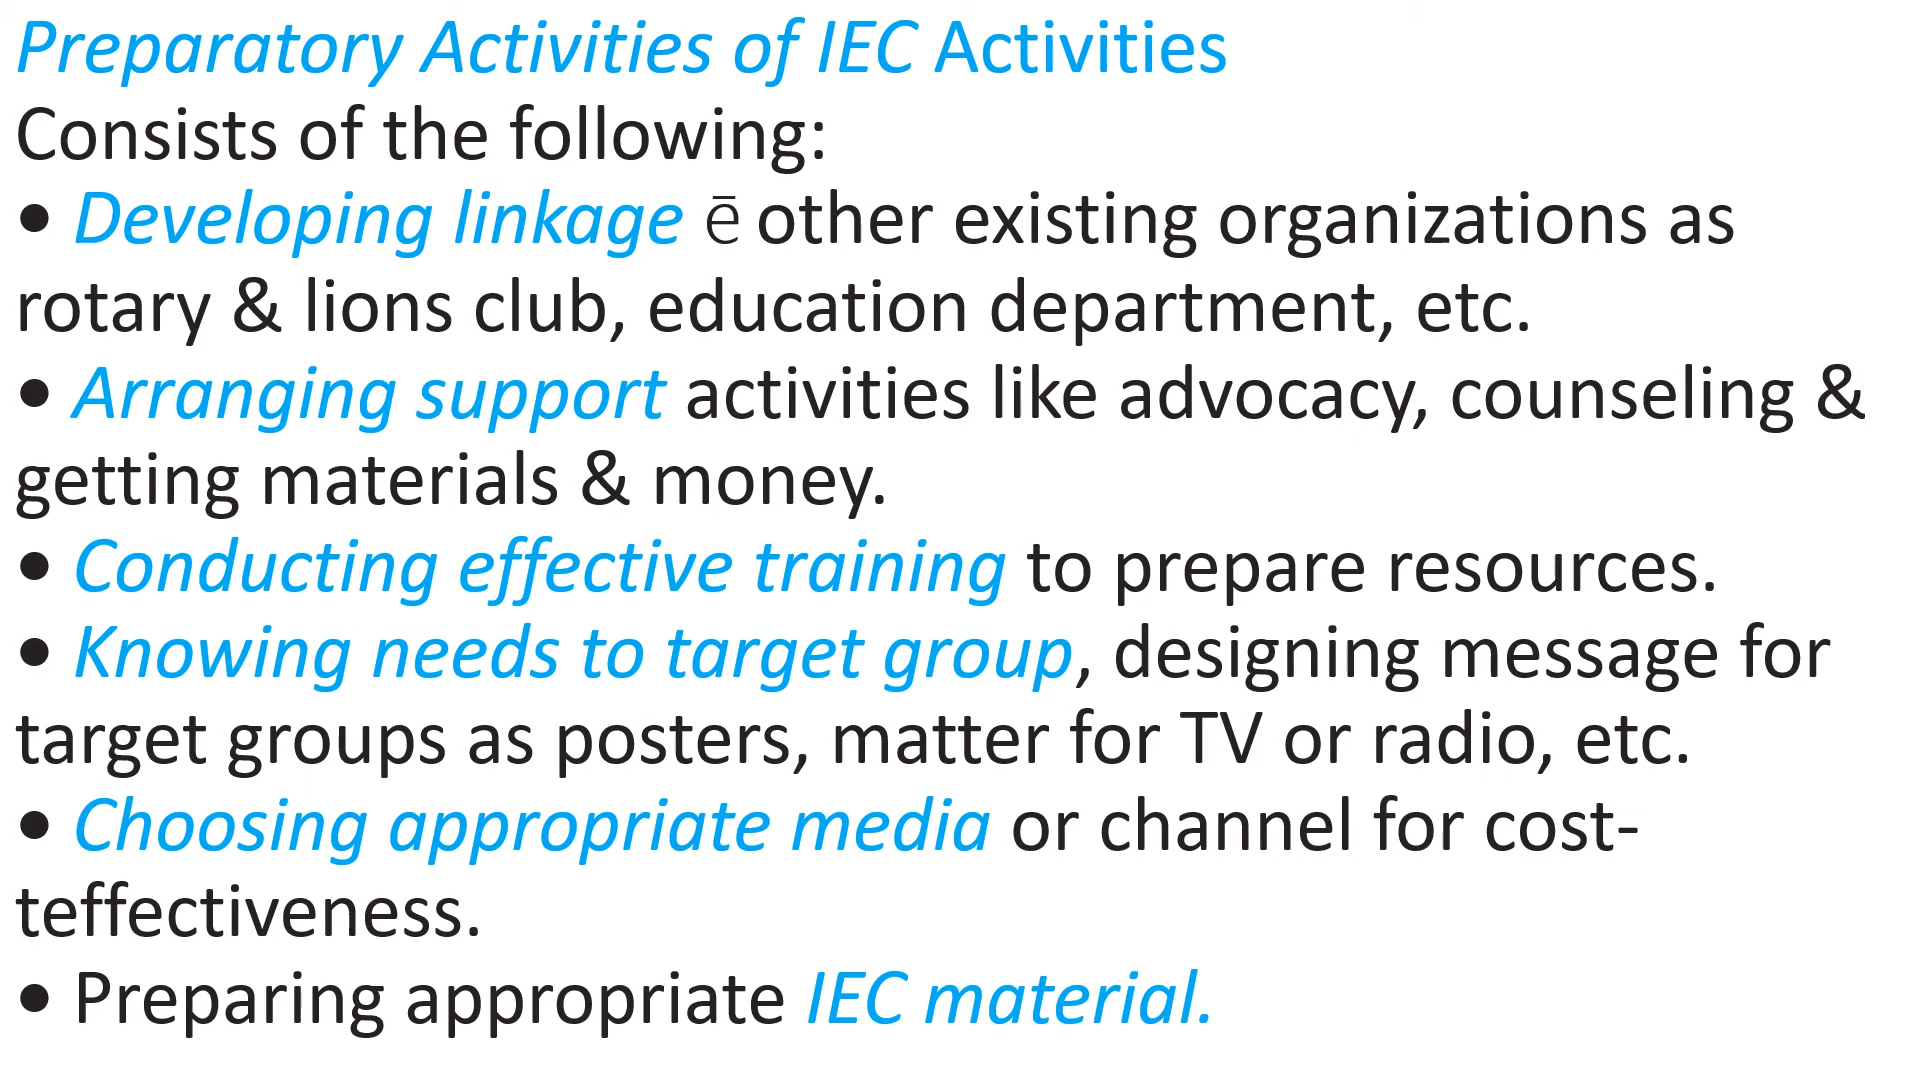 Preparatory Activities of IEC Activities
Consists of the following:
• Developing linkage ē other existing organizations as
rotary & lions club, education department, etc.
• Arranging support activities like advocacy, counseling &
getting materials & money.
• Conducting effective training to prepare resources.
• Knowing needs to target group, designing message for
target groups as posters, matter for TV or radio, etc.
• Choosing appropriate media or channel for cost-
teffectiveness.
• Preparing appropriate IEC material.